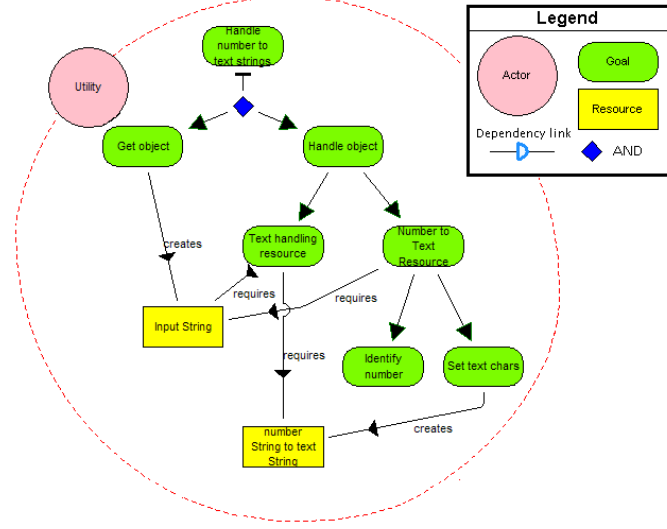 Handle
number to
text strings
Legend
Utility
Actor
Goal
Resource
Dependency link
AND
Get object
Handle object
Text handling
resource
Number to
Text
Resource
creates
requires
requires
Input String
requires
Identify
number
Set text chars
number
String to text
String
creates